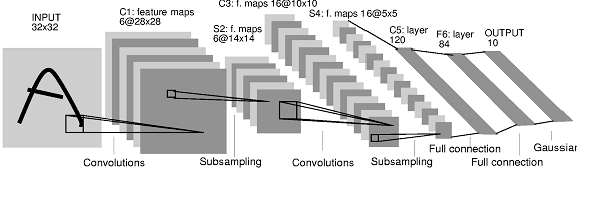 INPUT
32x32
C1: feature maps
6@28x28
C3: f. maps 16@10x10
S2: f. maps
6@14x14
S4: f. maps 16@5x5
C5: layer
120
F6: layer
84
OUTPUT
10
A
Convolutions
Subsampling
Convolutions
Subsampling
Full connection
Full connection
Gaussian